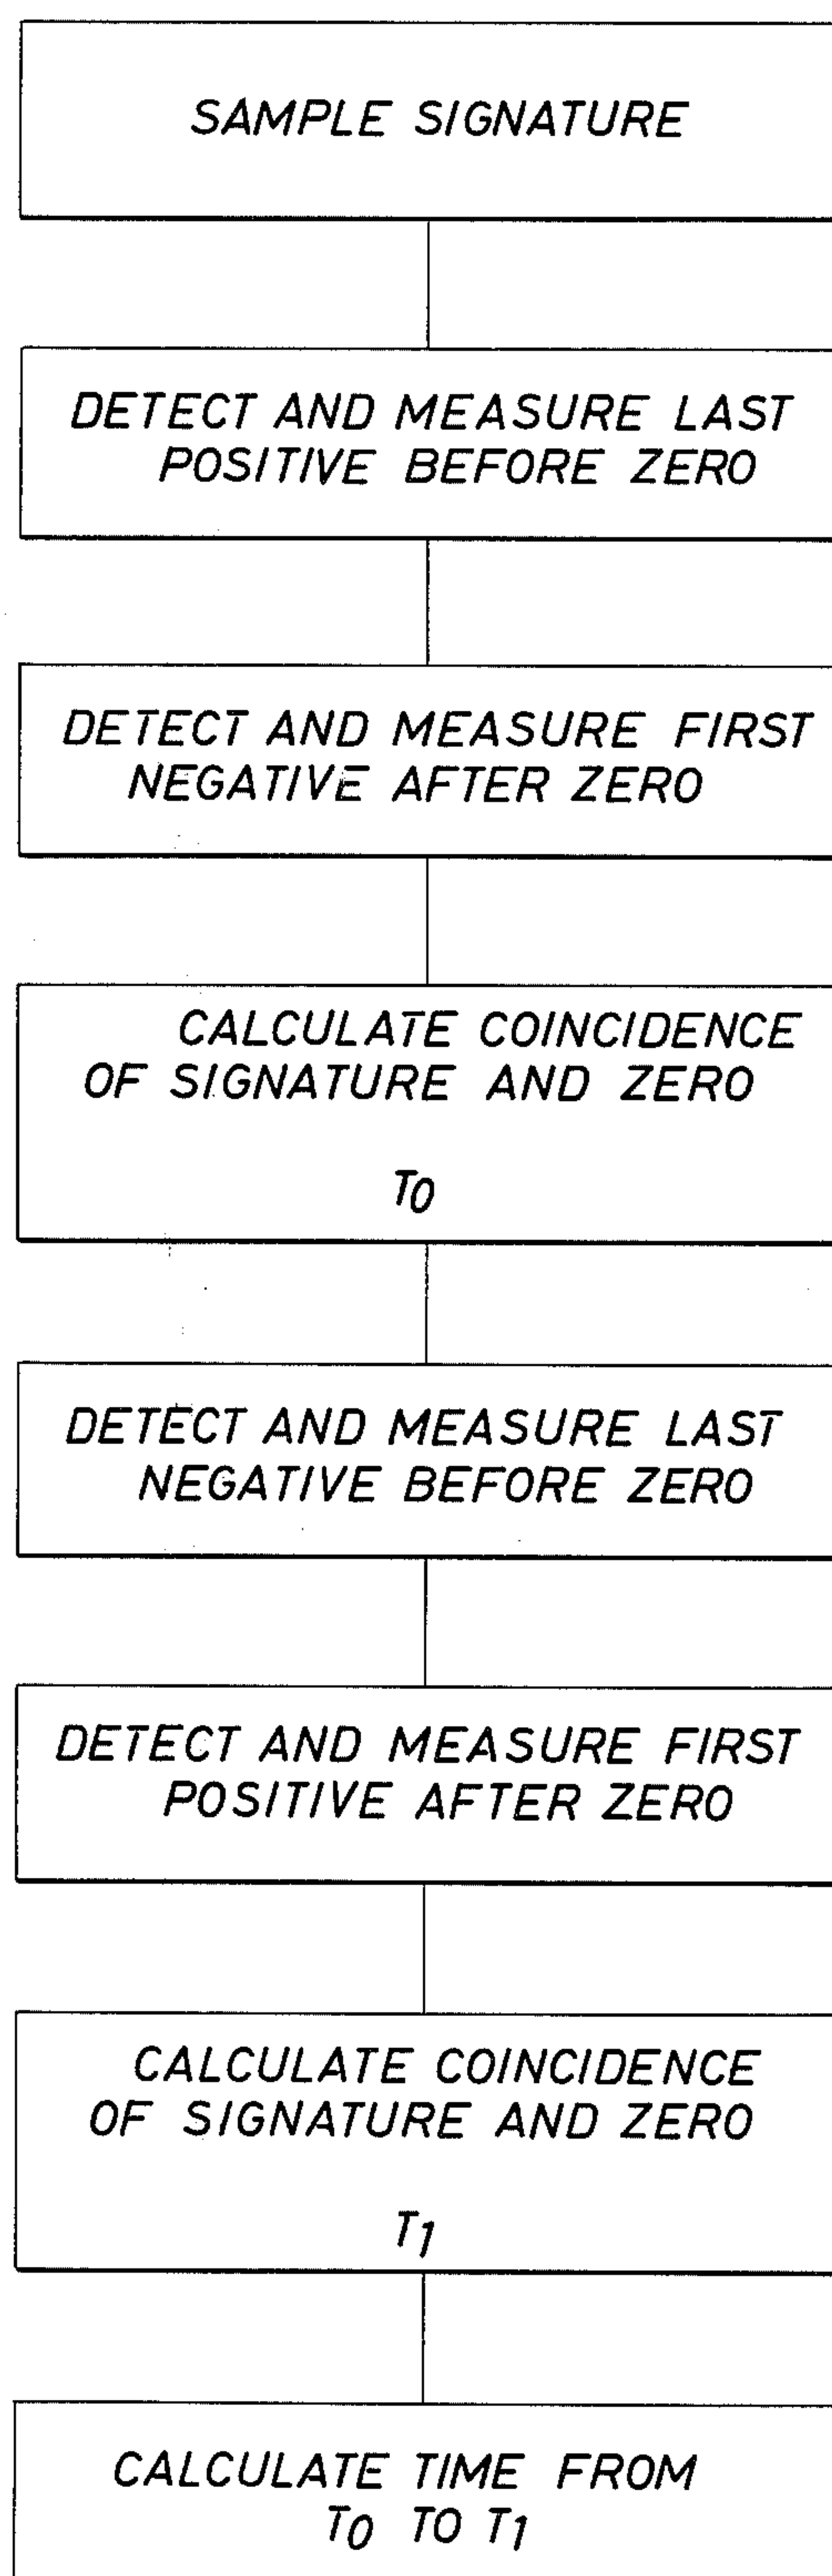 SAMPLE SIGNATURE
DETECT AND MEASURE LAST
POSITIVE BEFORE ZERO
DETECT AND MEASURE FIRST
NEGATIVE AFTER ZERO
CALCULATE COINCIDENCE
OF SIGNATURE AND ZERO
T0
DETECT AND MEASURE LAST
NEGATIVE BEFORE ZERO
DETECT AND MEASURE FIRST
POSITIVE AFTER ZERO
CALCULATE COINCIDENCE
OF SIGNATURE AND ZERO
T1
CALCULATE TIME FROM
T0 TO T1